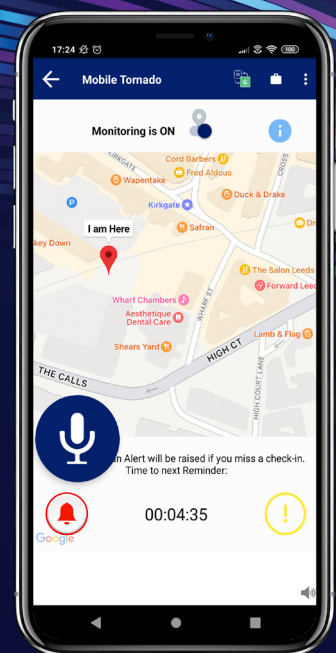 17:24
100
Mobile Tornado
G
Monitoring is ON
i
KIRKGATE
Cord Barbers
CROSS
Fred Aldous
Wapentake
Duck & Drake
P
Kirkgate
Safran
I am Here
key Down
The Salon Leeds
Forward Leed
Wharf Chambers
Aesthetique
Dental Care
WHARF ST
Lamb & Flag
Shears Yard
HIGH CT
THE CALLS
HIGH COURT LANE
n Alert will be raised if you miss a check-in.
Time to next Reminder:
00:04:35
!
Google